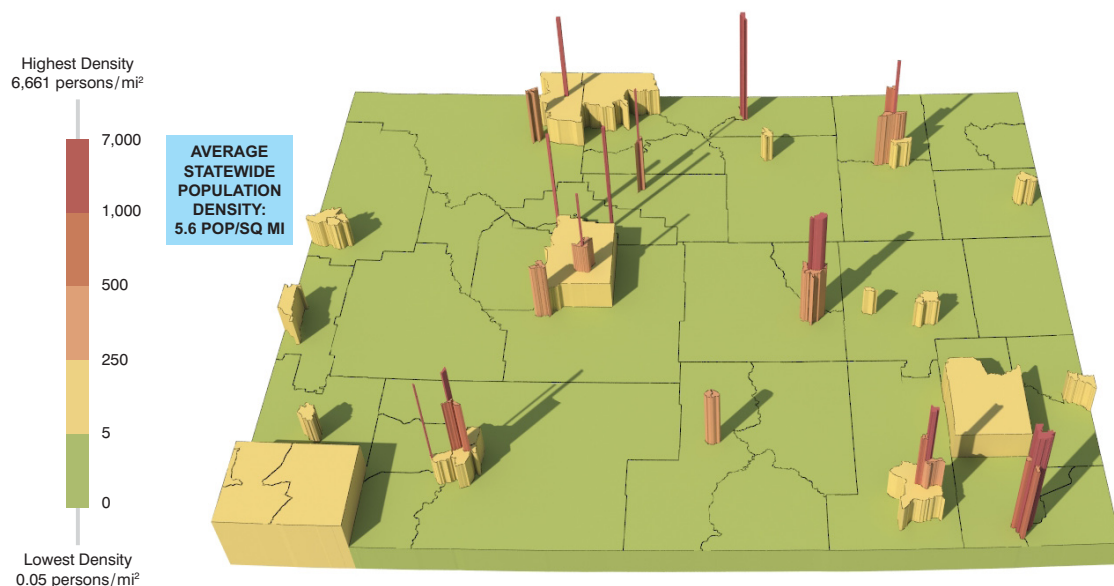 Highest Density
6,661 persons/mi²
7,000
1,000
500
250
5
0
Lowest Density
0.05 persons/mi²
AVERAGE
STATEWIDE
POPULATION
DENSITY:
5.6 POP/SQ MI